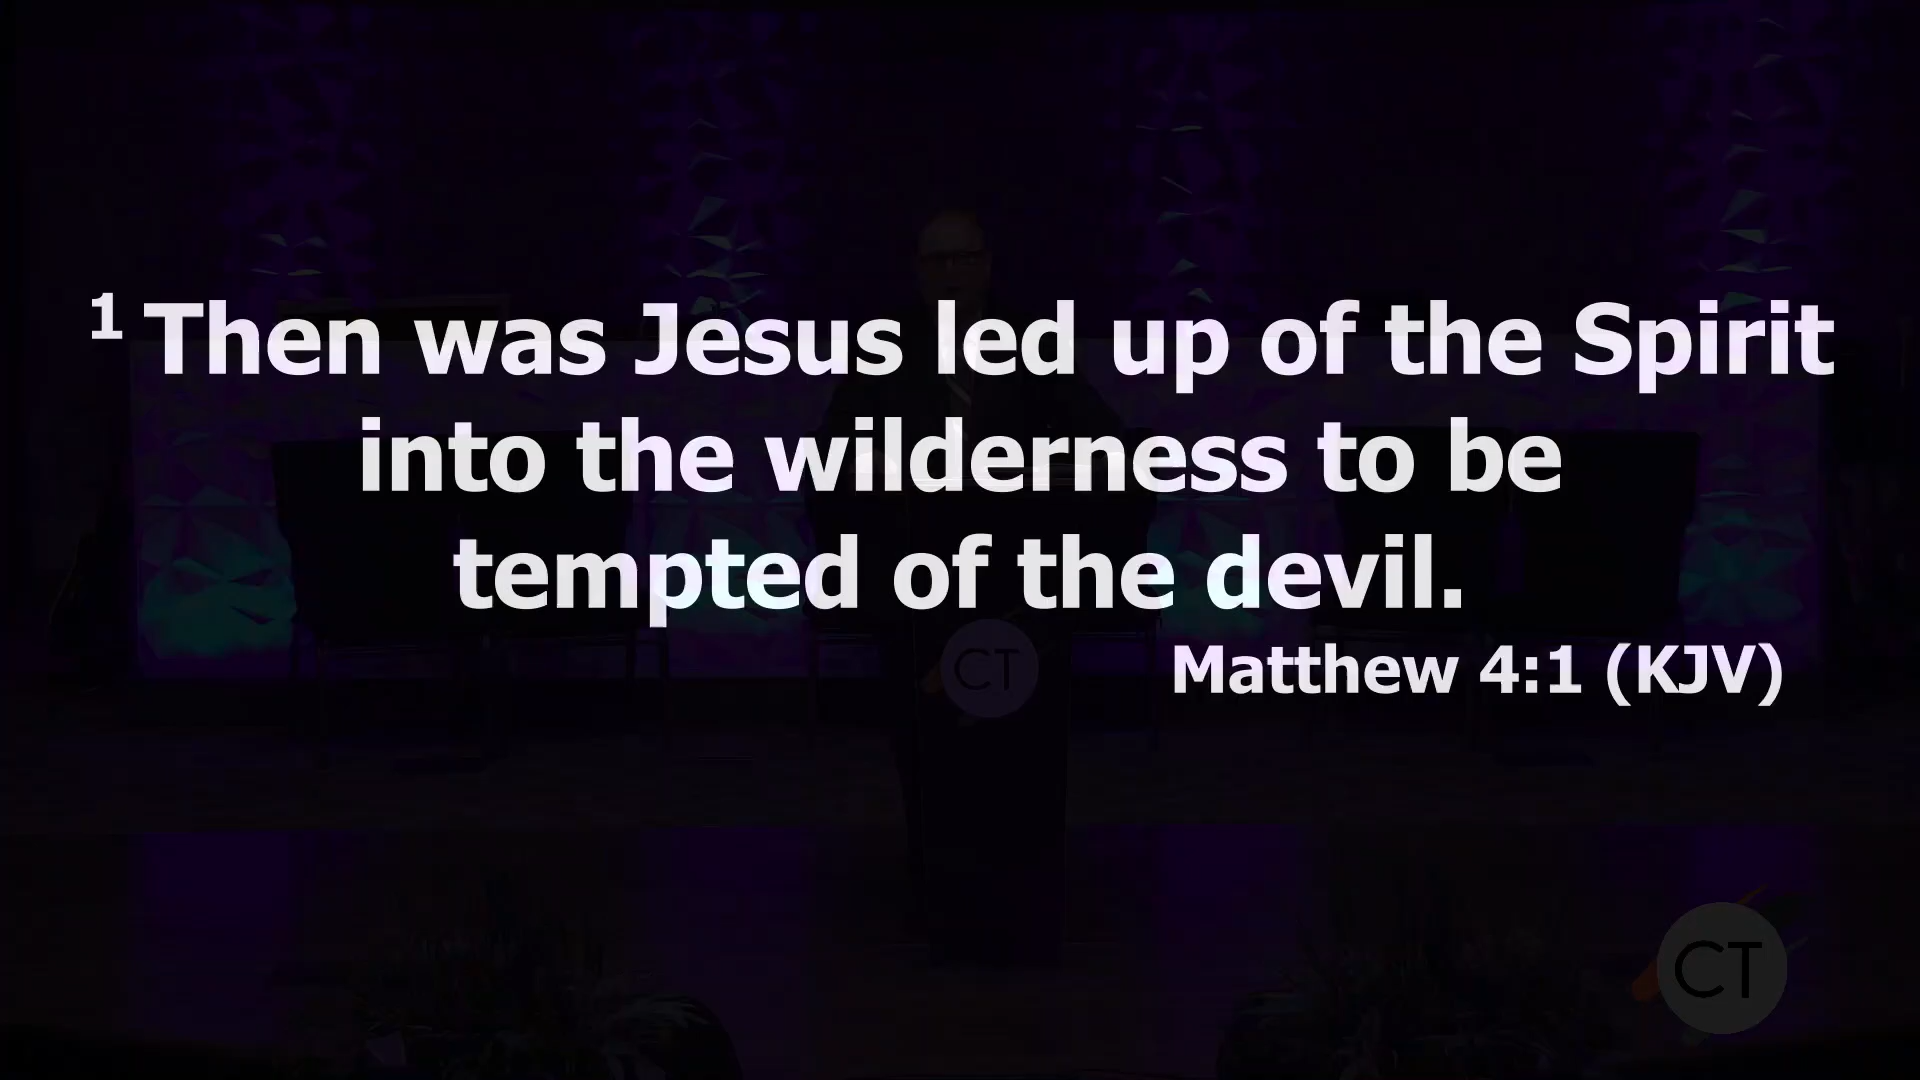 1 Then was Jesus led up of the Spirit
into the wilderness to be
tempted of the devil.
Matthew 4:1 (KJV)
CT
CT